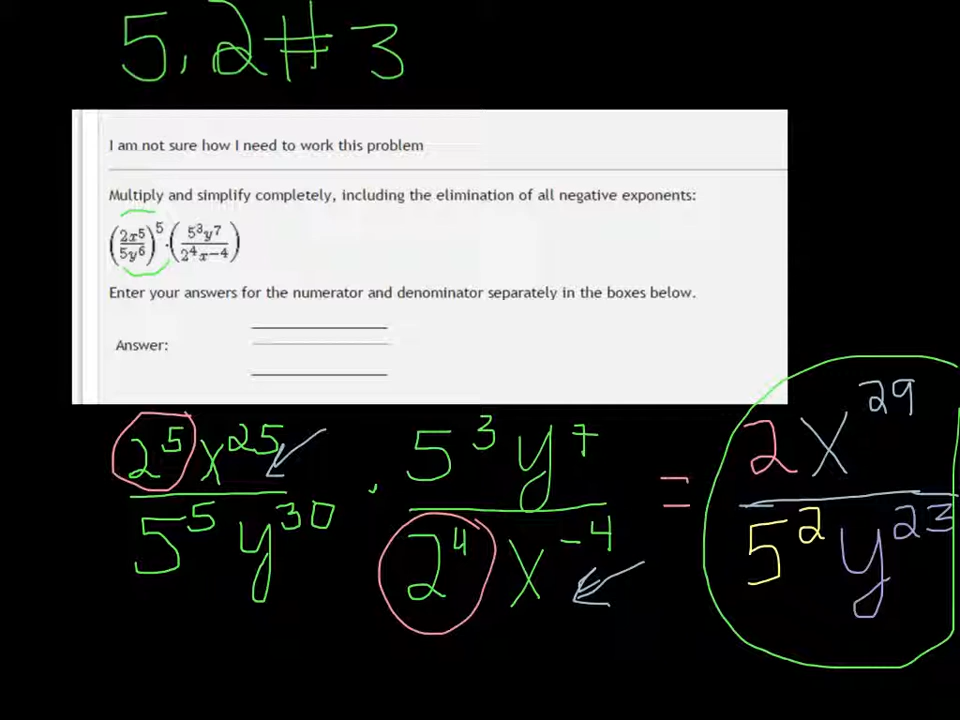 5.2 # 3
I am not sure how I need to work this problem
Multiply and simplify completely, including the elimination of all negative exponents:
(2x^5/5y^6)^5 · (5^3y^7/2^4x^-4)
Enter your answers for the numerator and denominator separately in the boxes below.
Answer:
2^5x^25/5^5y^30 · 5^3y^7/2^4x^-4 = 2x^29/5^2y^23